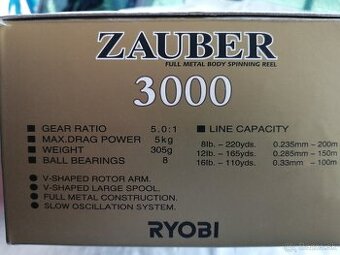 ZAUBER
FULL METAL BODY SPINNING REEL
3000
■ GEAR RATIO 5.0:1
■ MAX.DRAG POWER 5kg
■ WEIGHT 305g
■ BALL BEARINGS 8
■ LINE CAPACITY
8lb. – 220yds. 0.235mm – 200m
12lb. – 165yds. 0.285mm – 150m
16lb. – 110yds. 0.33mm – 100m
● V-SHAPED ROTOR ARM.
● V-SHAPED LARGE SPOOL.
● FULL METAL CONSTRUCTION.
● SLOW OSCILLATION SYSTEM.
RYOBI